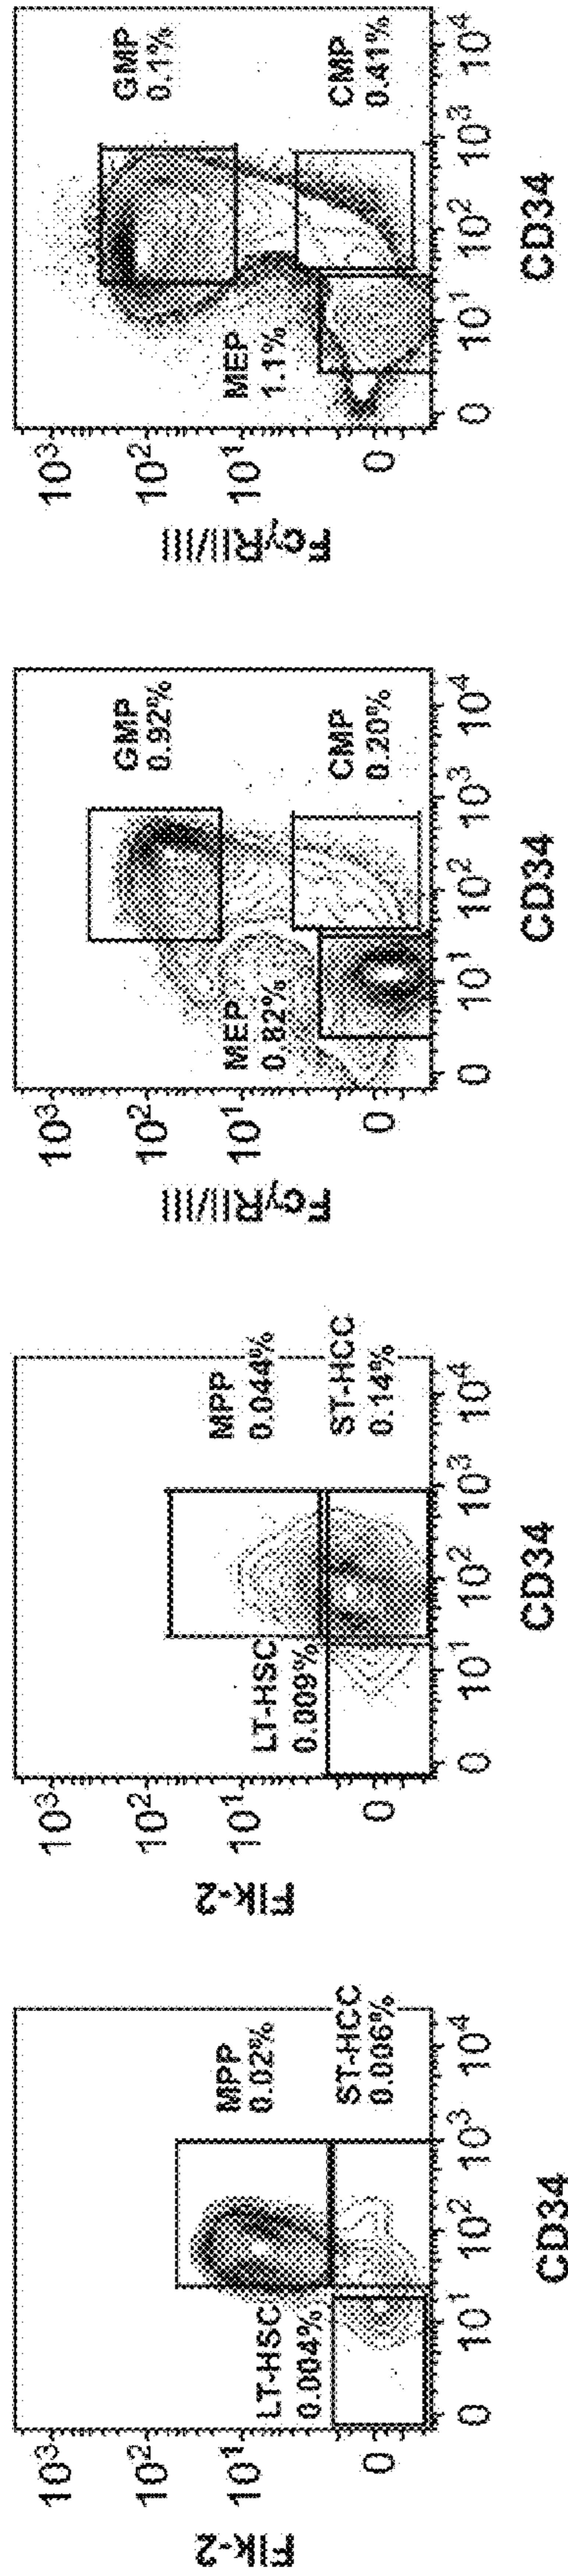 Flk-2
10³
10²
10¹
0
LT-HSC
0.004%
MPP
0.02%
ST-HCC
0.006%
0 10¹ 10² 10³ 10⁴
CD34
Flk-2
10³
10²
10¹
0
LT-HSC
0.009%
MPP
0.044%
ST-HCC
0.14%
0 10¹ 10² 10³ 10⁴
CD34
FcγRII/III
10³
10²
10¹
0
MEP
0.82%
GMP
0.92%
CMP
0.20%
0 10¹ 10² 10³ 10⁴
CD34
FcγRII/III
10³
10²
10¹
0
MEP
1.1%
GMP
0.1%
CMP
0.41%
0 10¹ 10² 10³ 10⁴
CD34